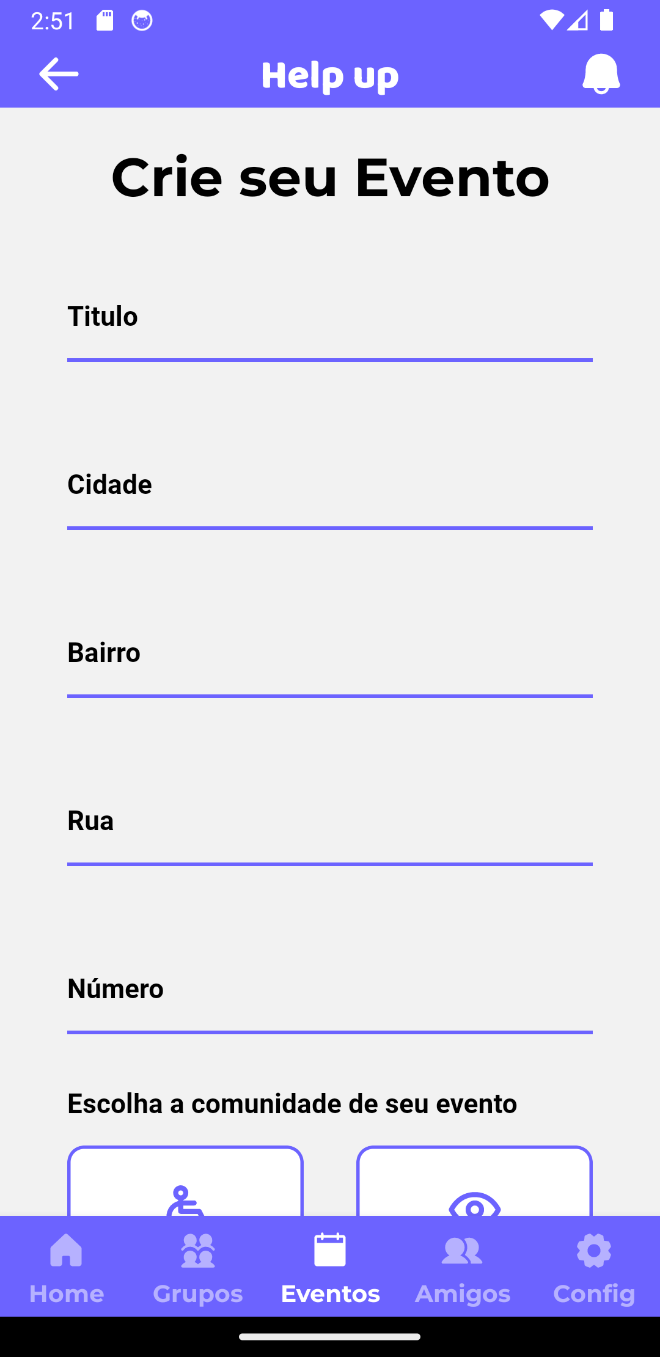 2:51
Help up
Crie seu Evento
Titulo
Cidade
Bairro
Rua
Número
Escolha a comunidade de seu evento
Home Grupos Eventos Amigos Config